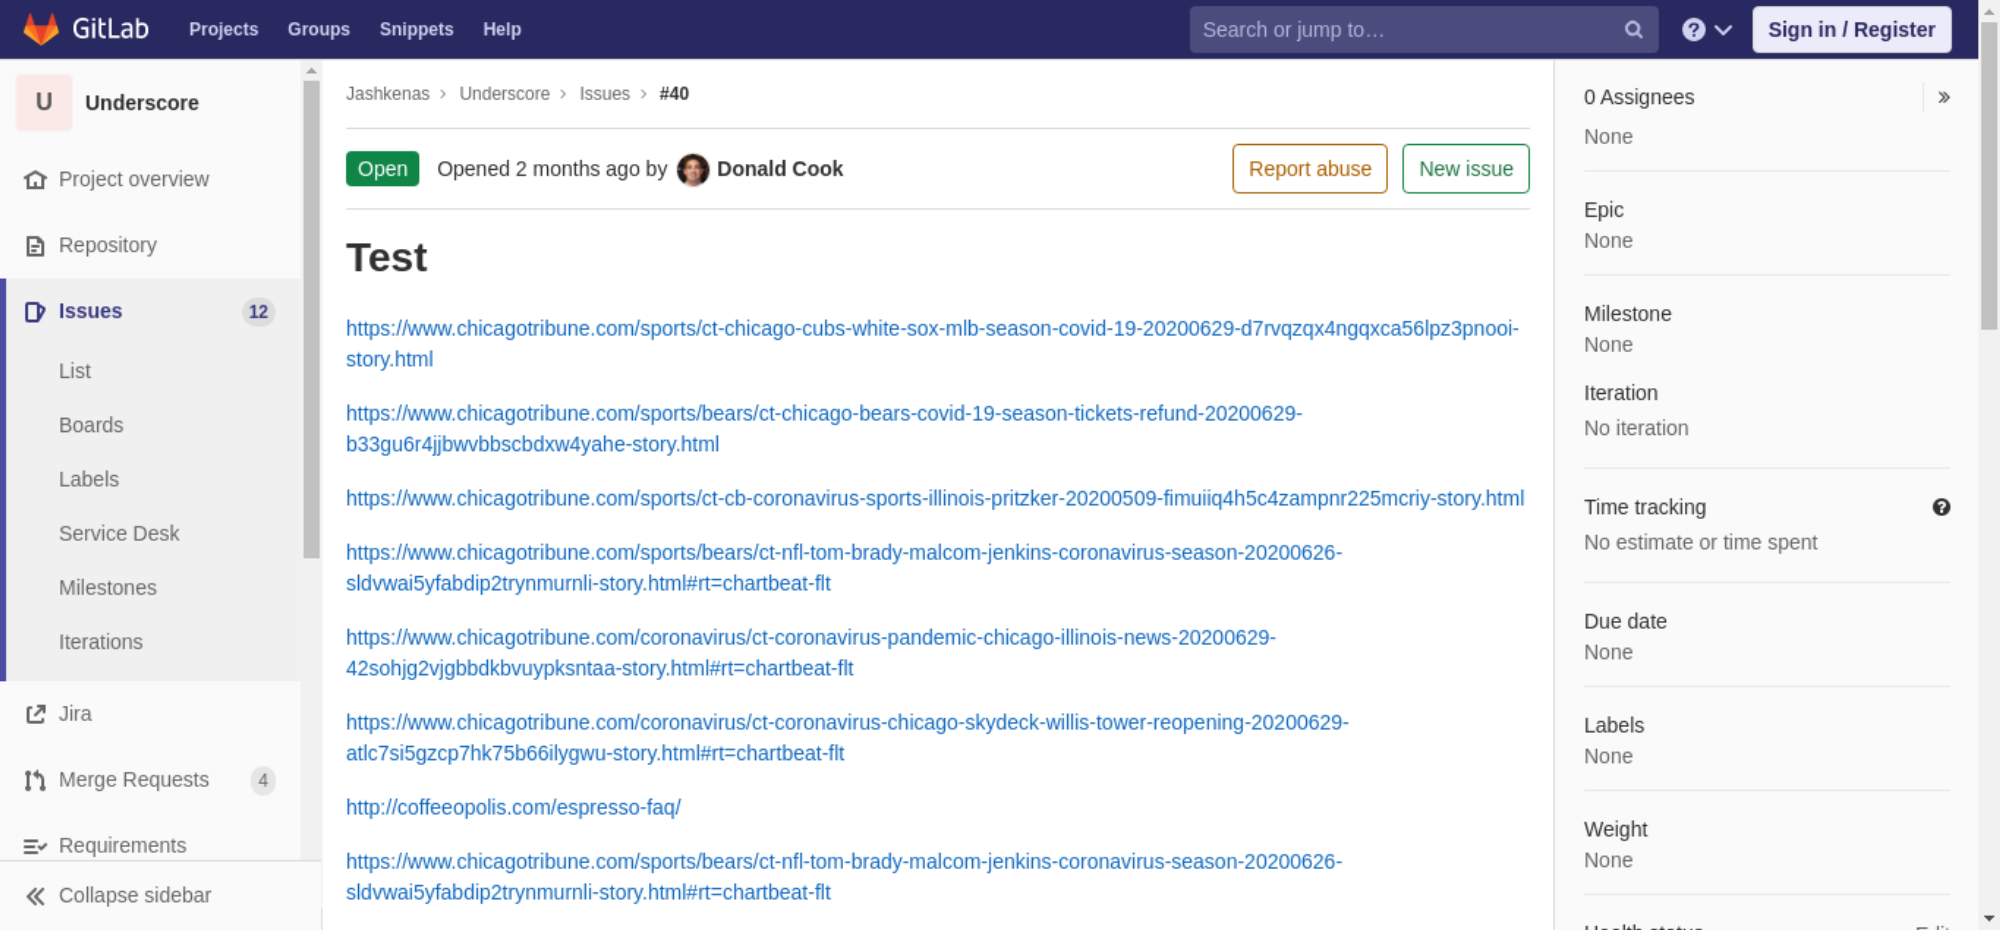 GitLab Projects Groups Snippets Help Search or jump to… Sign in / Register
U Underscore
Project overview
Repository
Issues 12
List
Boards
Labels
Service Desk
Milestones
Iterations
Jira
Merge Requests 4
Requirements
Collapse sidebar
Jashkenas > Underscore > Issues > #40
Open Opened 2 months ago by Donald Cook Report abuse New issue
Test
https://www.chicagotribune.com/sports/ct-chicago-cubs-white-sox-mlb-season-covid-19-20200629-d7rvqzqx4ngqxca56lpz3pnooi-
story.html
https://www.chicagotribune.com/sports/bears/ct-chicago-bears-covid-19-season-tickets-refund-20200629-
b33gu6r4jjbwvbbscbdxw4yahe-story.html
https://www.chicagotribune.com/sports/ct-cb-coronavirus-sports-illinois-pritzker-20200509-fimuiiq4h5c4zampnr225mcriy-story.html
https://www.chicagotribune.com/sports/bears/ct-nfl-tom-brady-malcom-jenkins-coronavirus-season-20200626-
sldvwai5yfabdip2trynmurnli-story.html#rt=chartbeat-flt
https://www.chicagotribune.com/coronavirus/ct-coronavirus-pandemic-chicago-illinois-news-20200629-
42sohjg2vjgbbdkbvuypksntaa-story.html#rt=chartbeat-flt
https://www.chicagotribune.com/coronavirus/ct-coronavirus-chicago-skydeck-willis-tower-reopening-20200629-
atlc7si5gzcp7hk75b66ilygwu-story.html#rt=chartbeat-flt
http://coffeeopolis.com/espresso-faq/
https://www.chicagotribune.com/sports/bears/ct-nfl-tom-brady-malcom-jenkins-coronavirus-season-20200626-
sldvwai5yfabdip2trynmurnli-story.html#rt=chartbeat-flt
0 Assignees
None
Epic
None
Milestone
None
Iteration
No iteration
Time tracking
No estimate or time spent
Due date
None
Labels
None
Weight
None